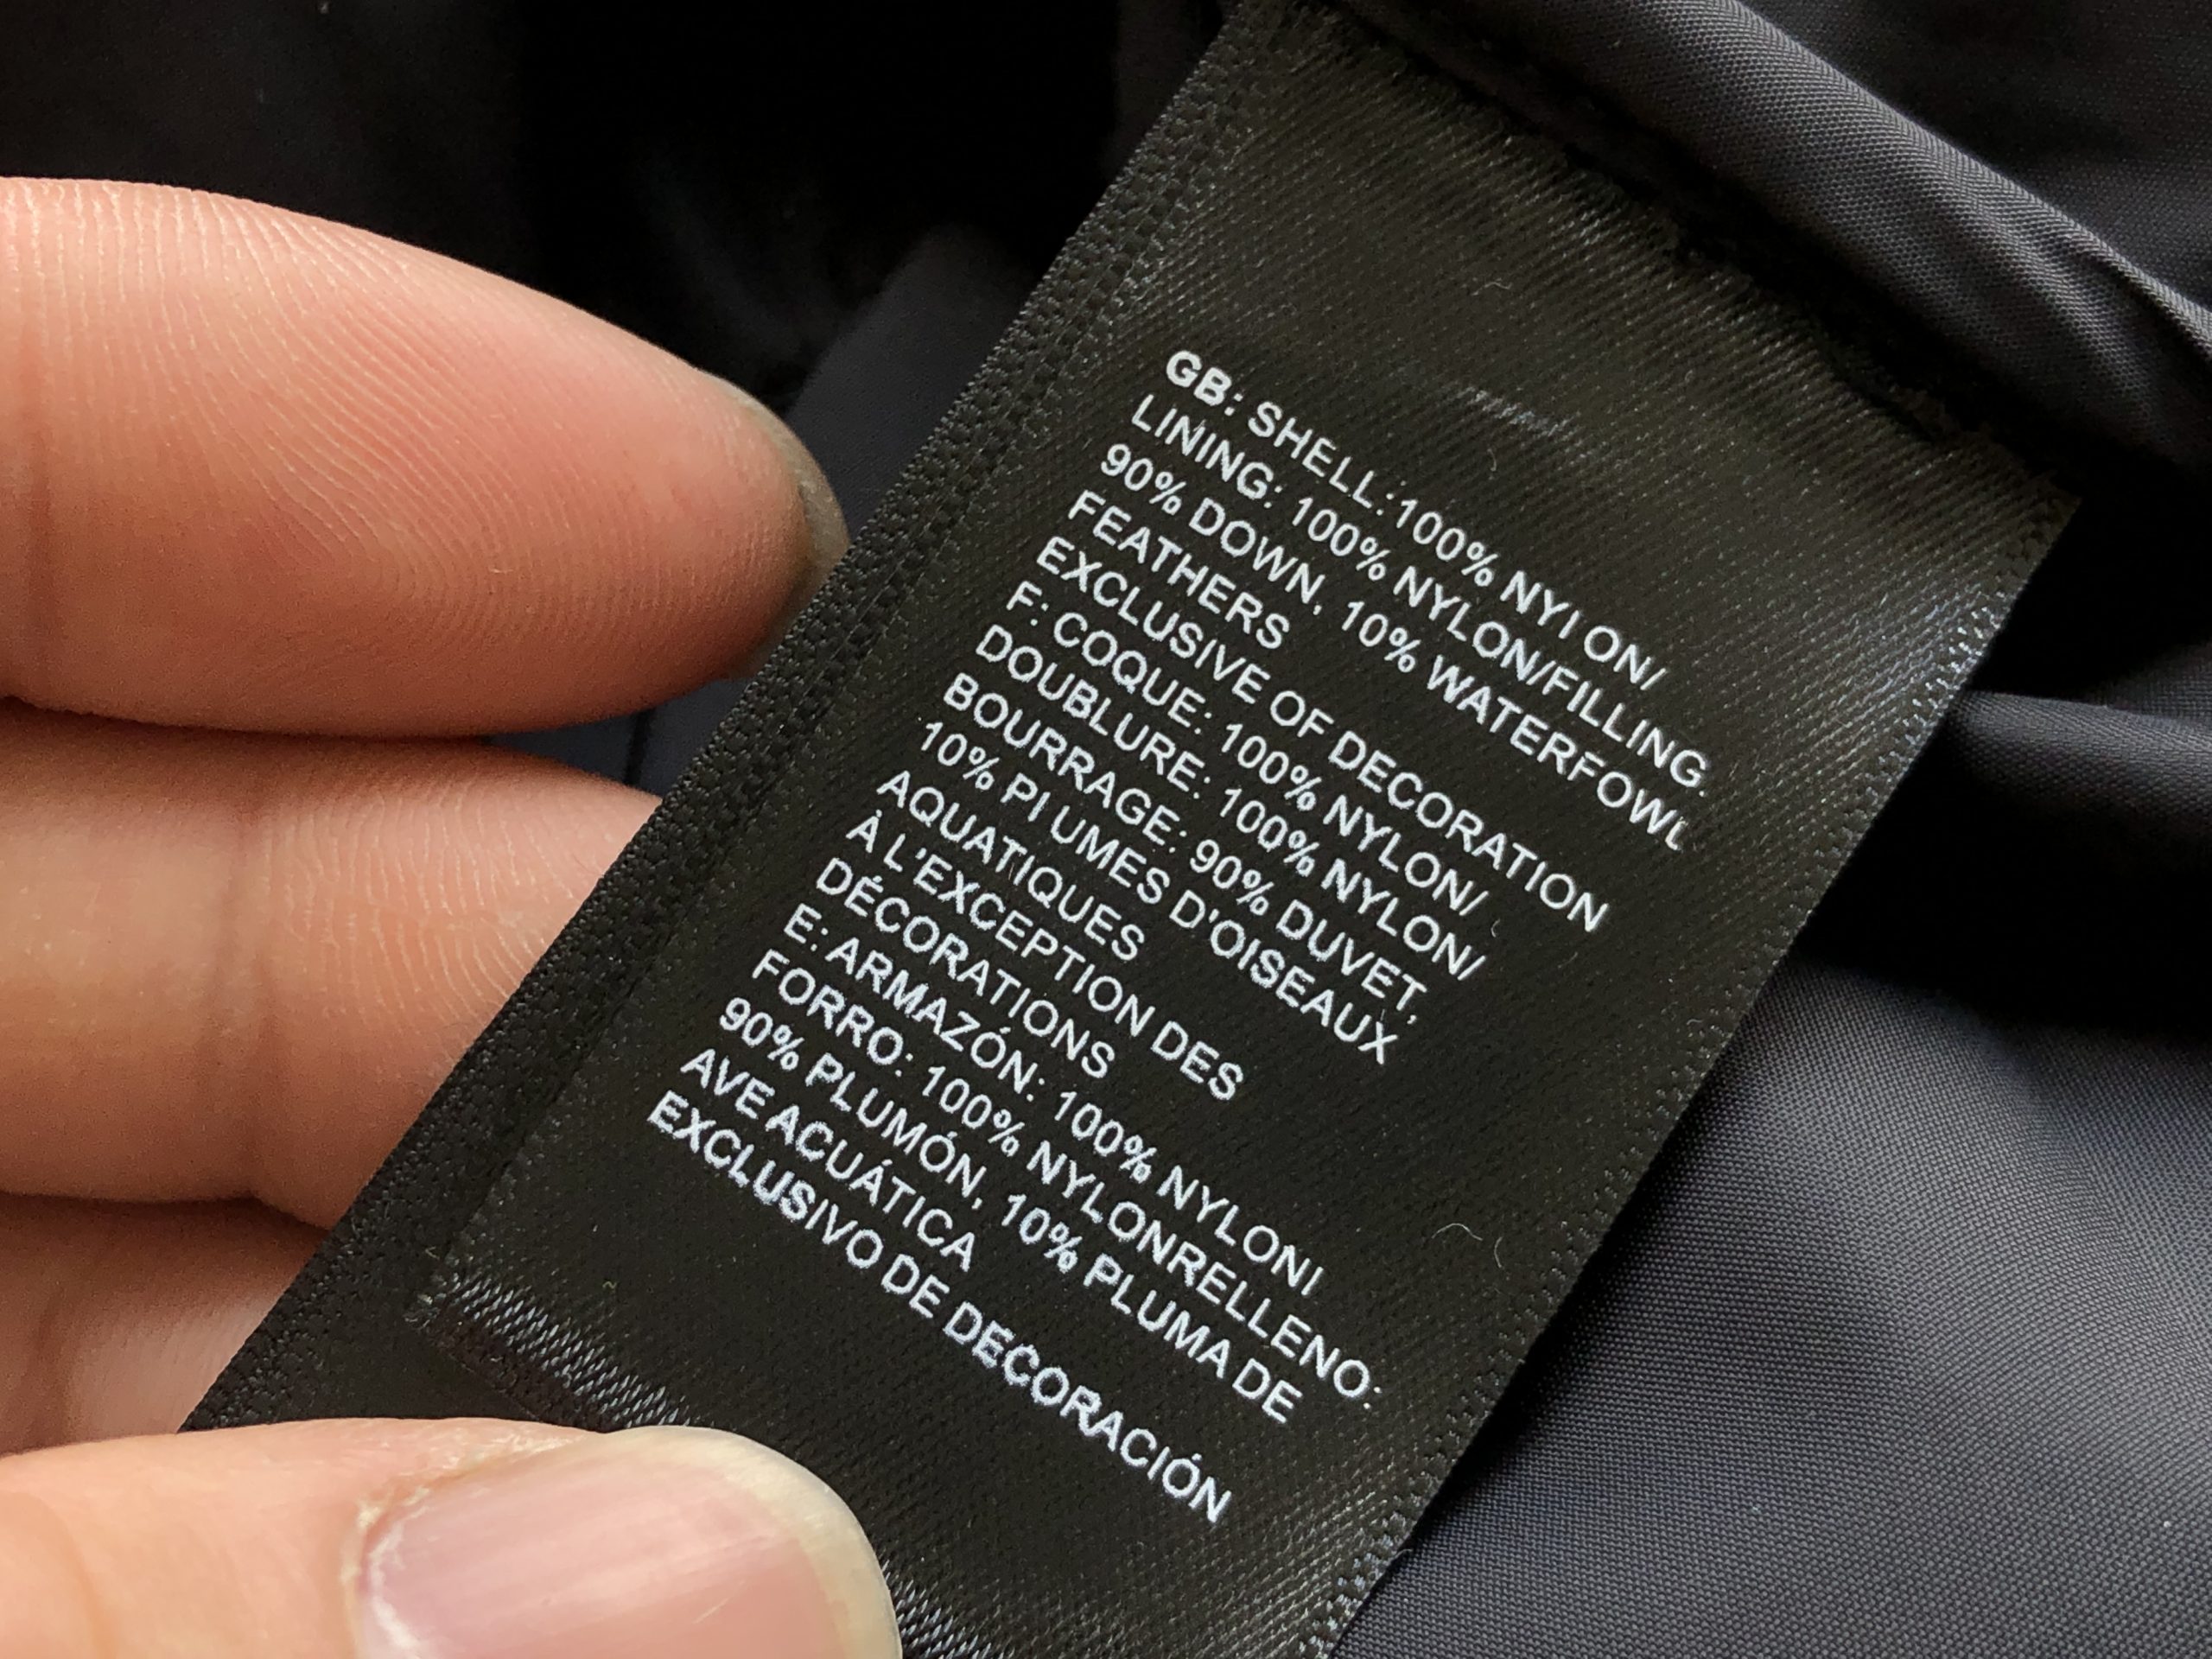 GB: SHELL:100% NYI ON/
LINING: 100% NYLON/FILLING.
90% DOWN, 10% WATERFOWL
FEATHERS
EXCLUSIVE OF DECORATION
F: COQUE: 100% NYLON/
DOUBLURE: 100% NYLON/
BOURRAGE: 90% DUVET,
10% PI UMES D'OISEAUX
AQUATIQUES
À L'EXCEPTION DES
DÉCORATIONS
E: ARMAZÓN: 100% NYLONI
FORRO: 100% NYLONRELLENO:
90% PLUMÓN, 10% PLUMA DE
AVE ACUÁTICA
EXCLUSIVO DE DECORACIÓN